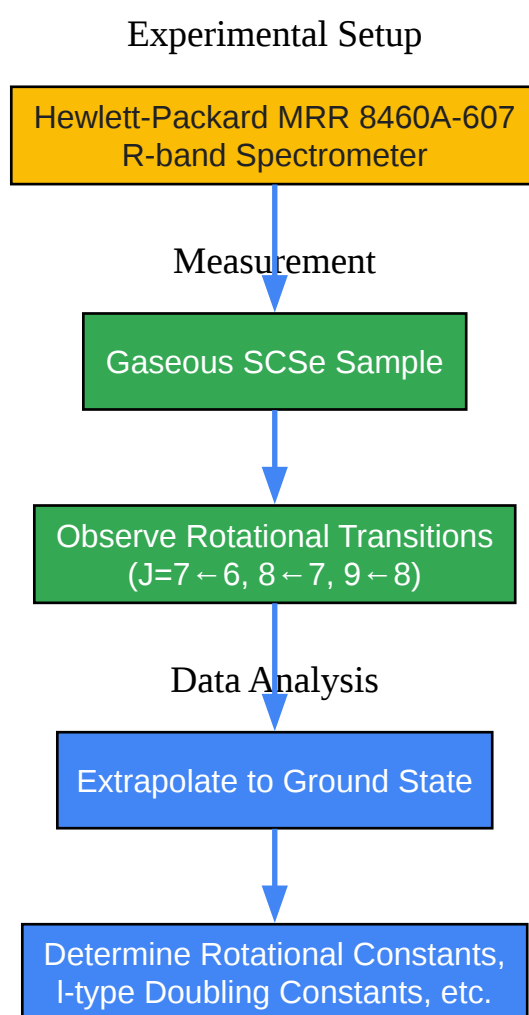 Experimental Setup
Hewlett-Packard MRR 8460A-607
R-band Spectrometer
Measurement
Gaseous SCSe Sample
Observe Rotational Transitions
(J=7←6, 8←7, 9←8)
Data Analysis
Extrapolate to Ground State
Determine Rotational Constants,
l-type Doubling Constants, etc.